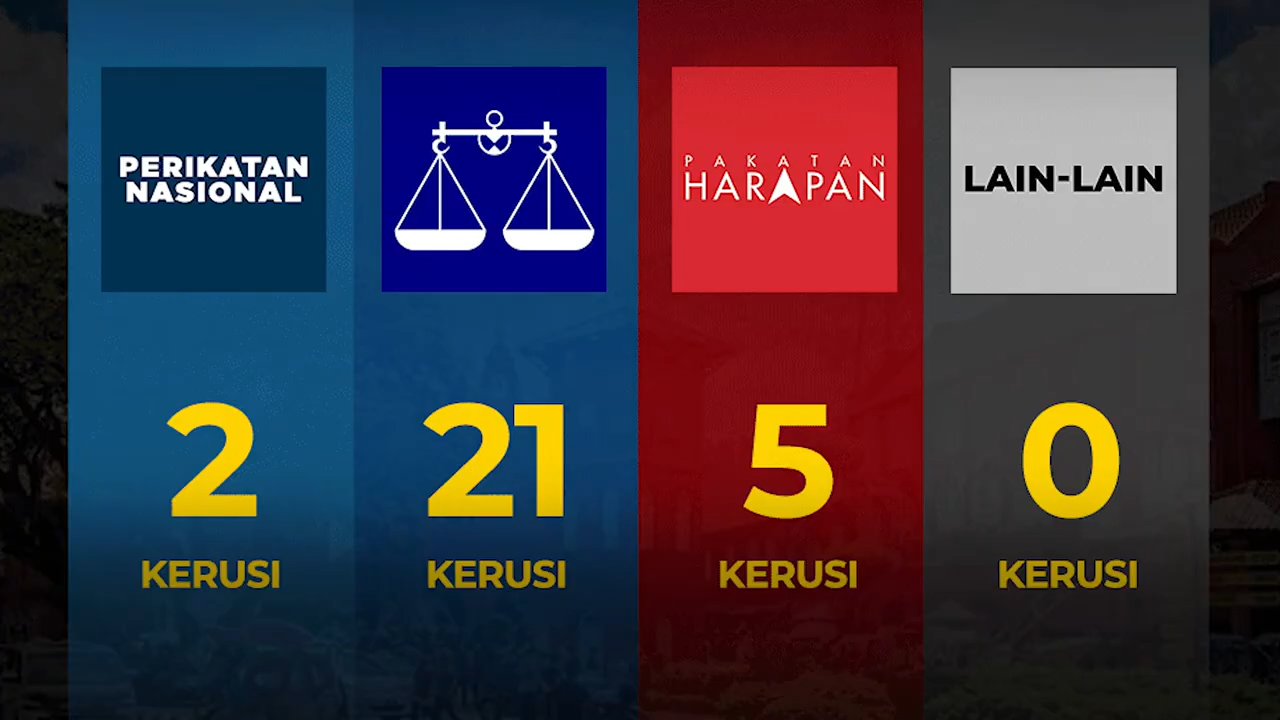 PERIKATAN
NASIONAL
PAKATAN
HARAPAN
LAIN-LAIN
2
21
5
0
KERUSI
KERUSI
KERUSI
KERUSI